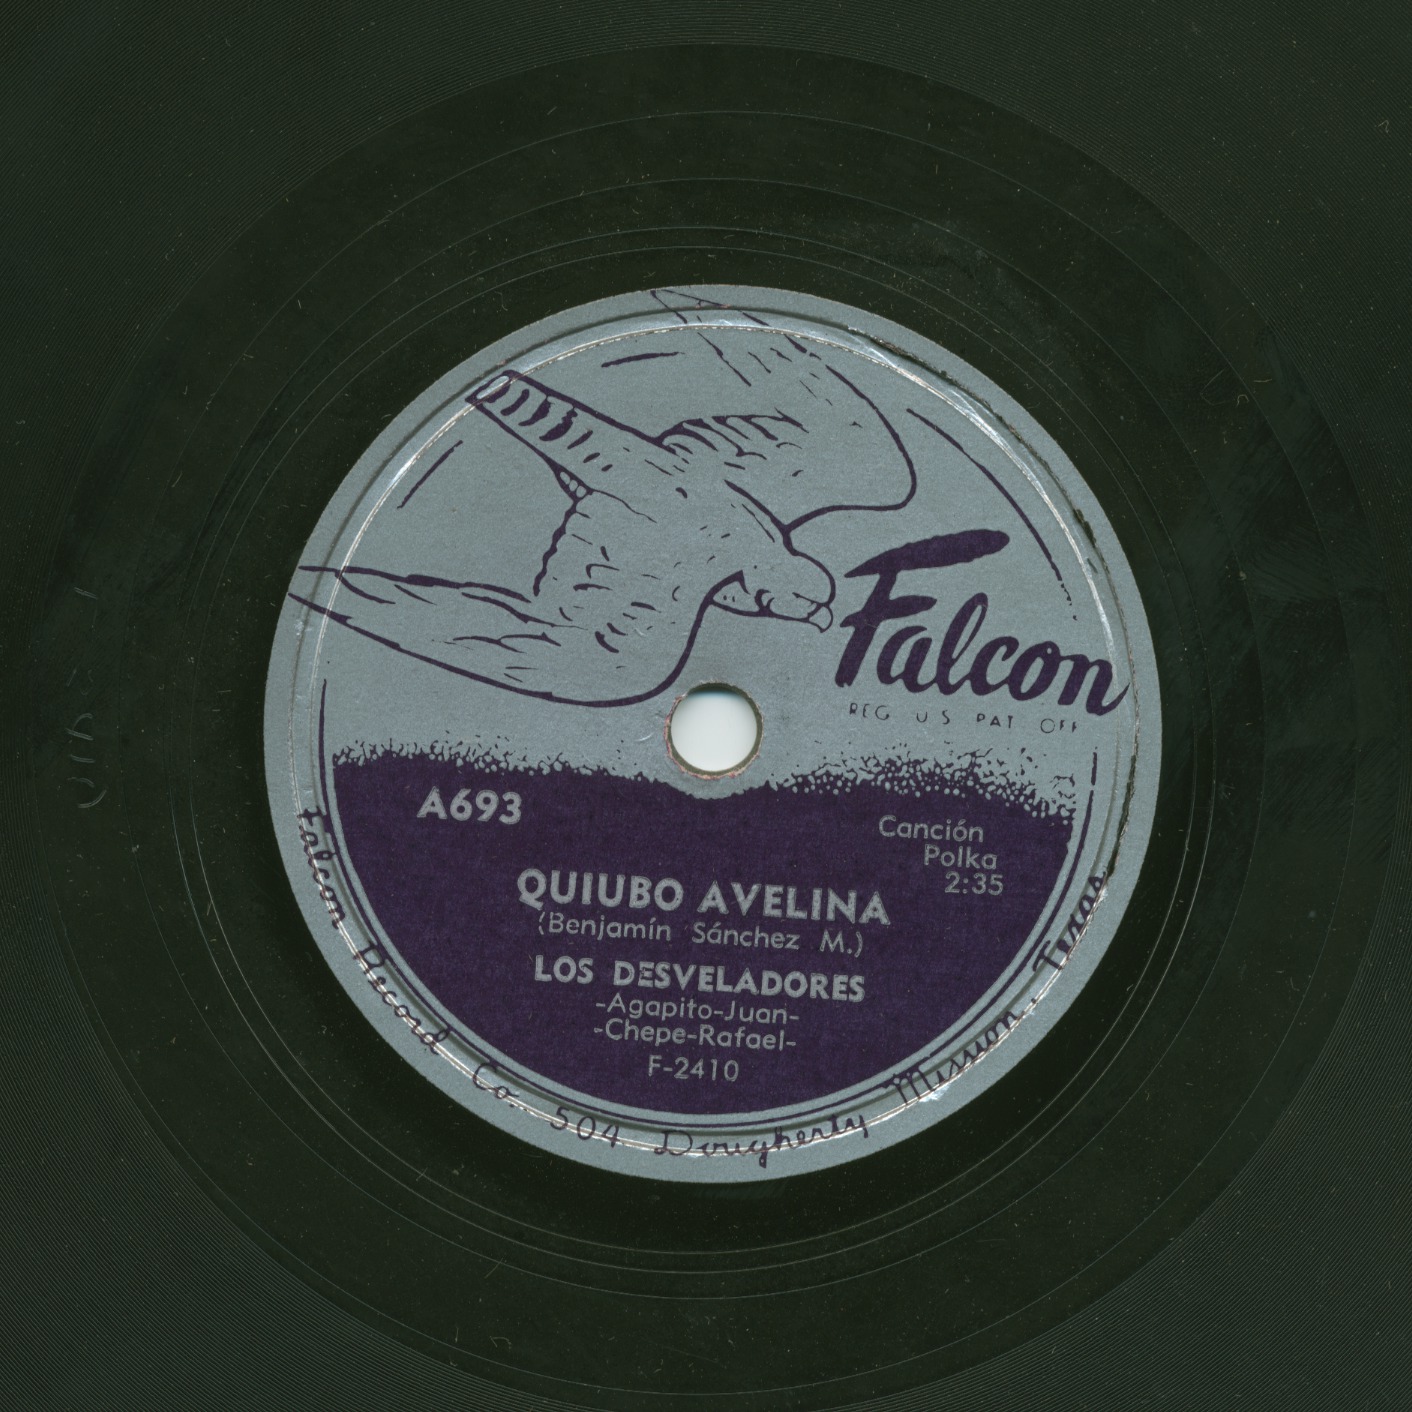 Falcon
REG US PAT OFF
A693
Canción
Polka
2:35
QUIUBO AVELINA
(Benjamín Sánchez M.)
LOS DESVELADORES
-Agapito-Juan-
-Chepe-Rafael-
F-2410
Falcon Record Co. 504 Dougherty Mission, Texas